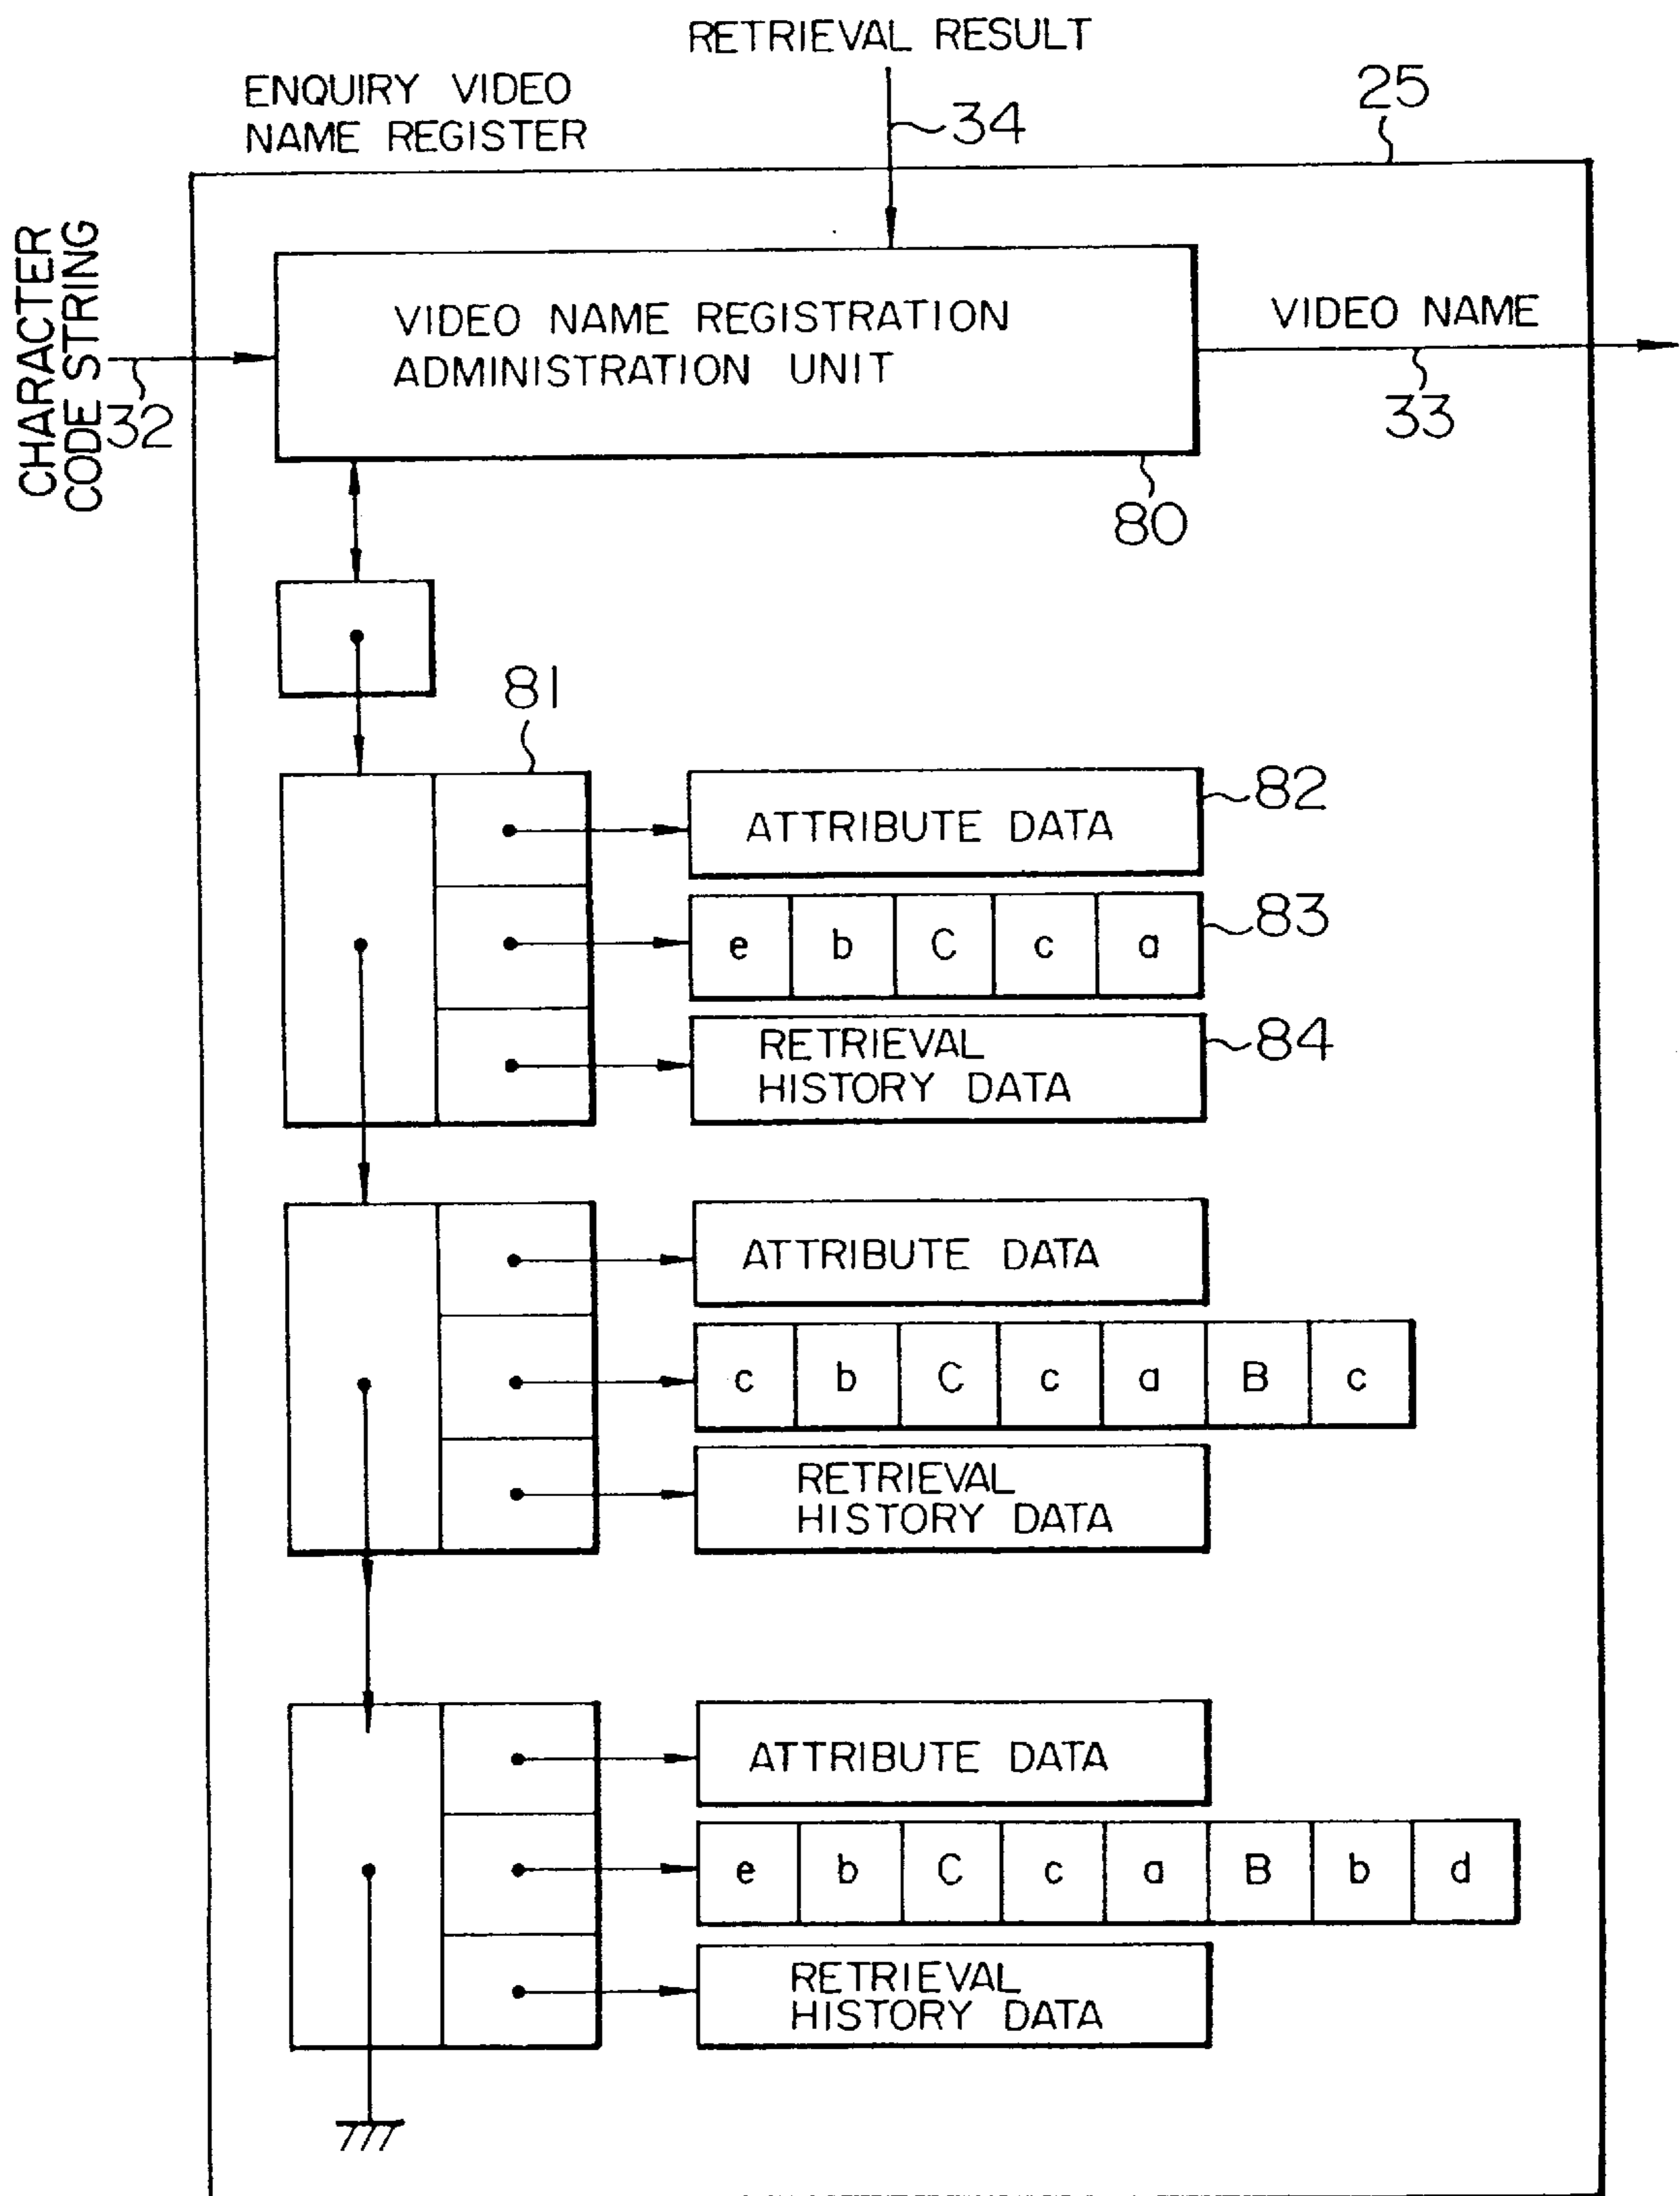 RETRIEVAL RESULT
ENQUIRY VIDEO
NAME REGISTER
34
25
CHARACTER
CODE STRING
32
VIDEO NAME REGISTRATION
ADMINISTRATION UNIT
VIDEO NAME
33
80
81
ATTRIBUTE DATA
82
e b C c a
83
RETRIEVAL
HISTORY DATA
84
ATTRIBUTE DATA
c b C c a B c
RETRIEVAL
HISTORY DATA
ATTRIBUTE DATA
e b C c a B b d
RETRIEVAL
HISTORY DATA